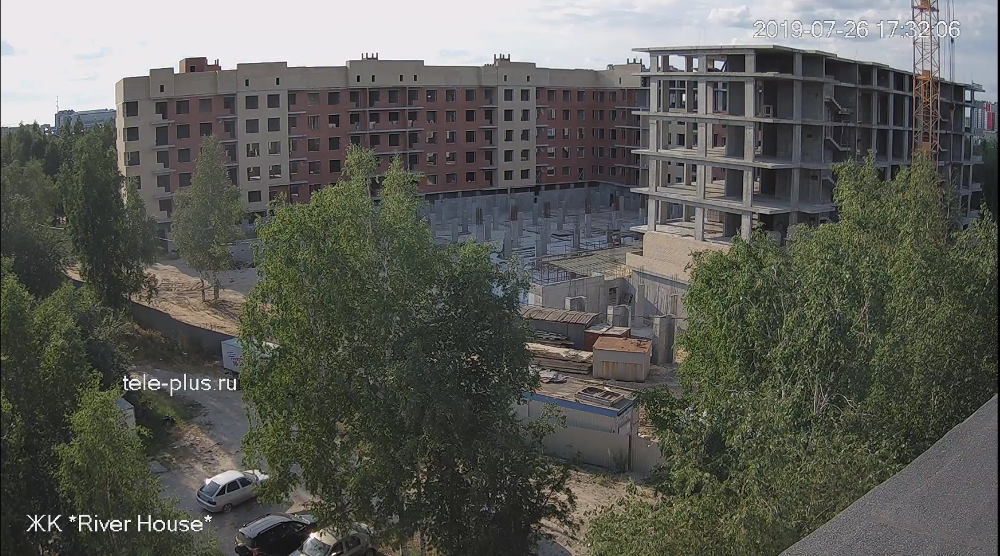 2019-07-26 17:32:06
tele-plus.ru
ЖК *River House*